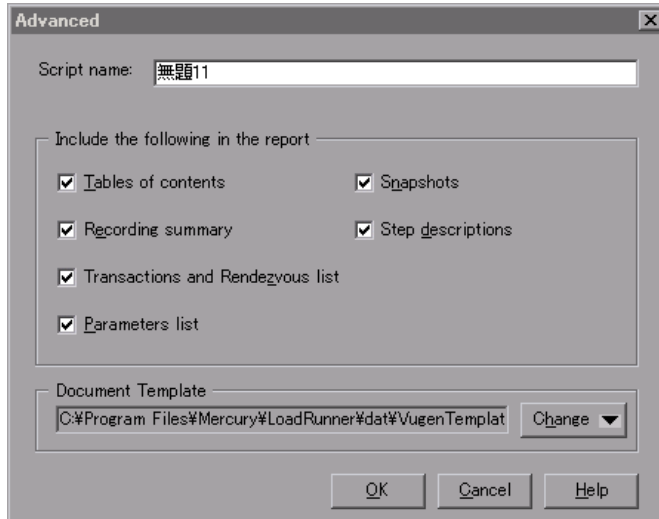 Advanced
Script name: 無題11
Include the following in the report
Tables of contents
Snapshots
Recording summary
Step descriptions
Transactions and Rendezvous list
Parameters list
Document Template
C:¥Program Files¥Mercury¥LoadRunner¥dat¥VugenTemplat
Change
OK Cancel Help